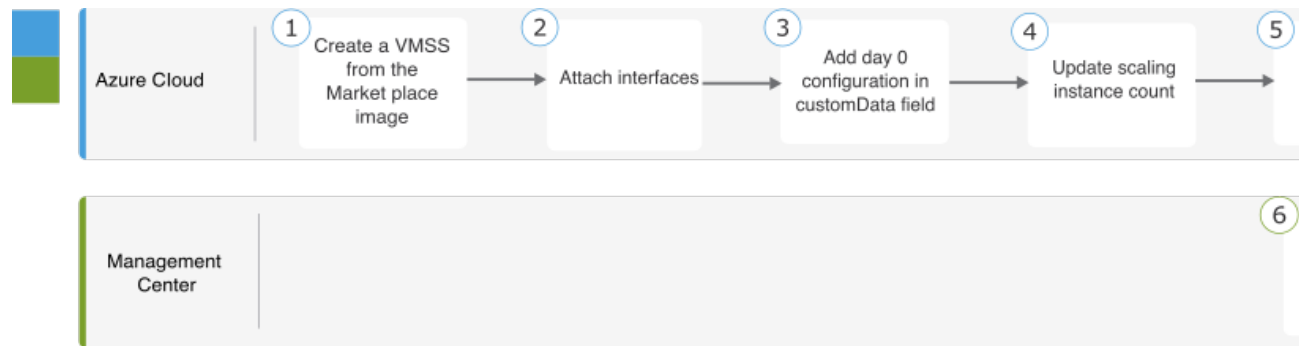 1
Create a VMSS
from the
Market place
image
2
Attach interfaces
3
Add day 0
configuration in
customData field
4
Update scaling
instance count
5
Azure Cloud
6
Management
Center